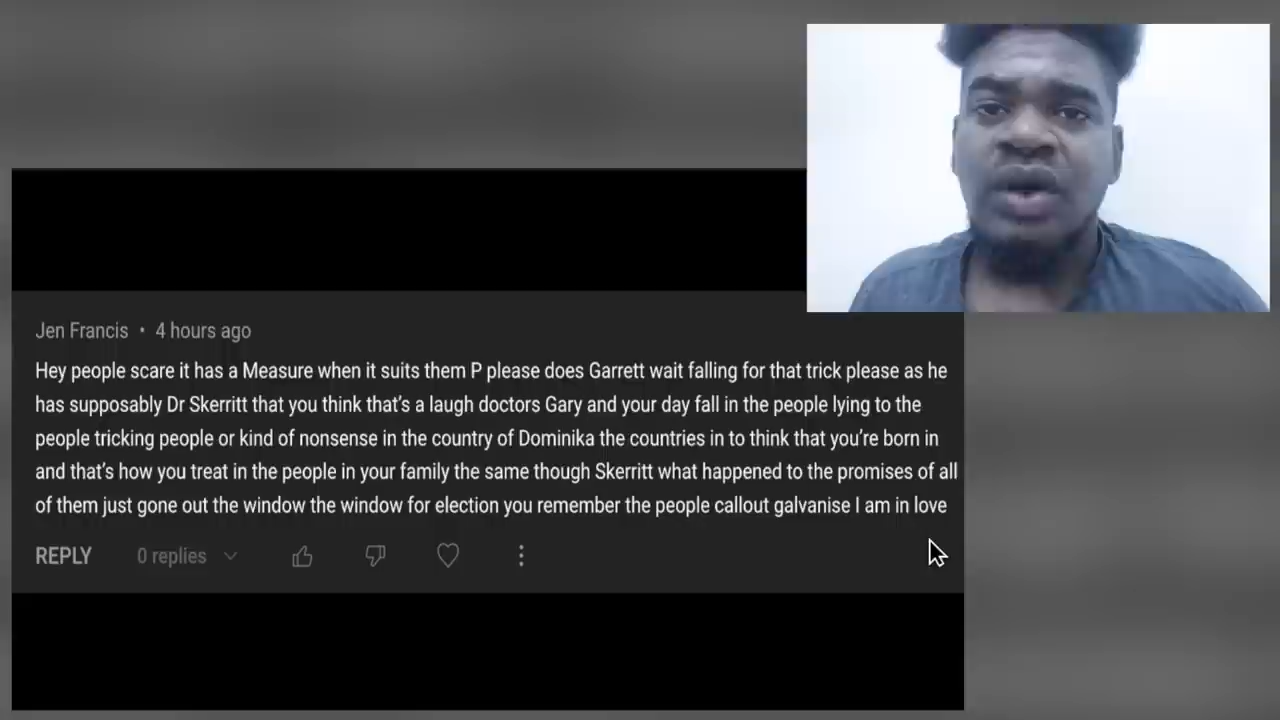 Jen Francis • 4 hours ago
Hey people scare it has a Measure when it suits them P please does Garrett wait falling for that trick please as he
has supposably Dr Skerritt that you think that's a laugh doctors Gary and your day fall in the people lying to the
people tricking people or kind of nonsense in the country of Dominika the countries in to think that you're born in
and that's how you treat in the people in your family the same though Skerritt what happened to the promises of all
of them just gone out the window the window for election you remember the people callout galvanise I am in love
REPLY 0 replies